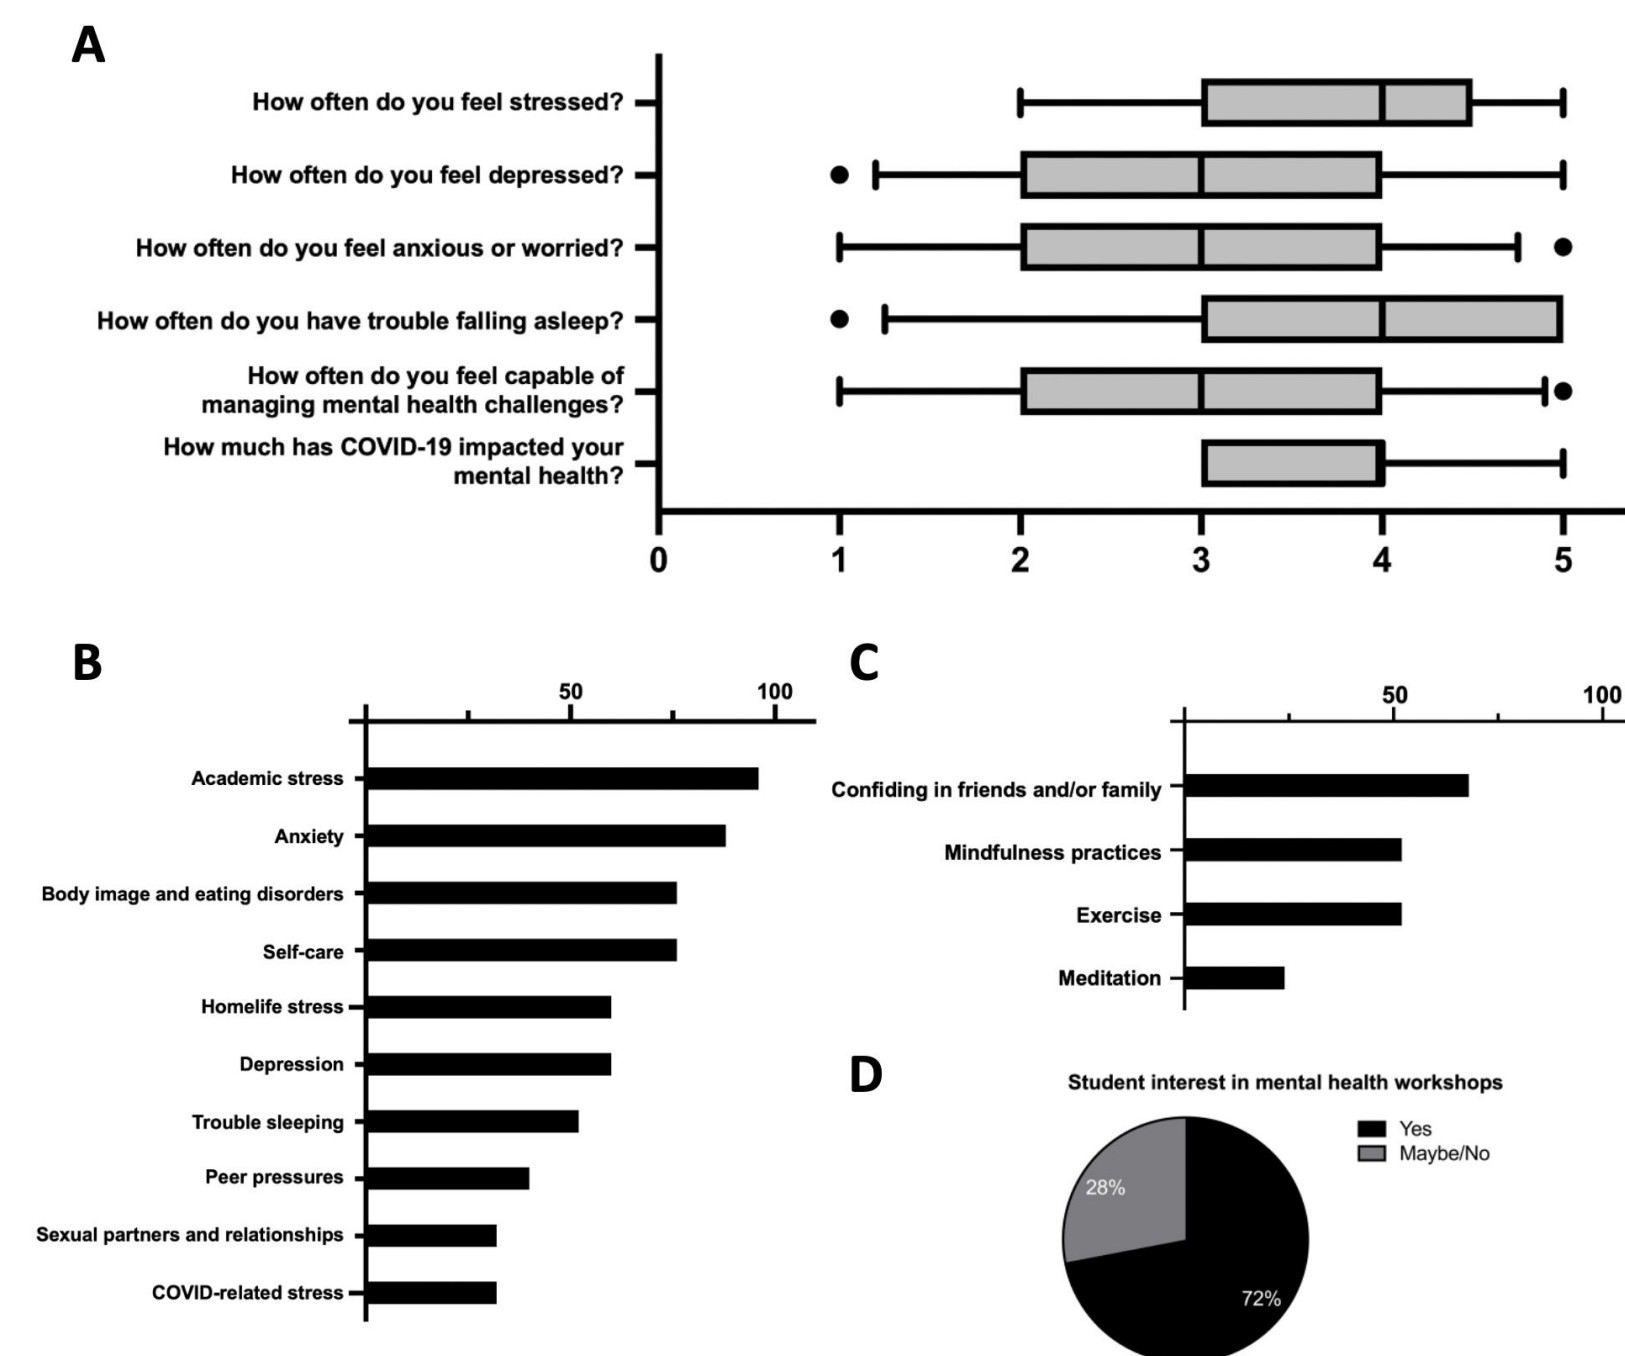 A
How often do you feel stressed?
How often do you feel depressed?
How often do you feel anxious or worried?
How often do you have trouble falling asleep?
How often do you feel capable of
managing mental health challenges?
How much has COVID-19 impacted your
mental health?
0 1 2 3 4 5
B
50 100
Academic stress
Anxiety
Body image and eating disorders
Self-care
Homelife stress
Depression
Trouble sleeping
Peer pressures
Sexual partners and relationships
COVID-related stress
C
50 100
Confiding in friends and/or family
Mindfulness practices
Exercise
Meditation
D
Student interest in mental health workshops
Yes
Maybe/No
28%
72%